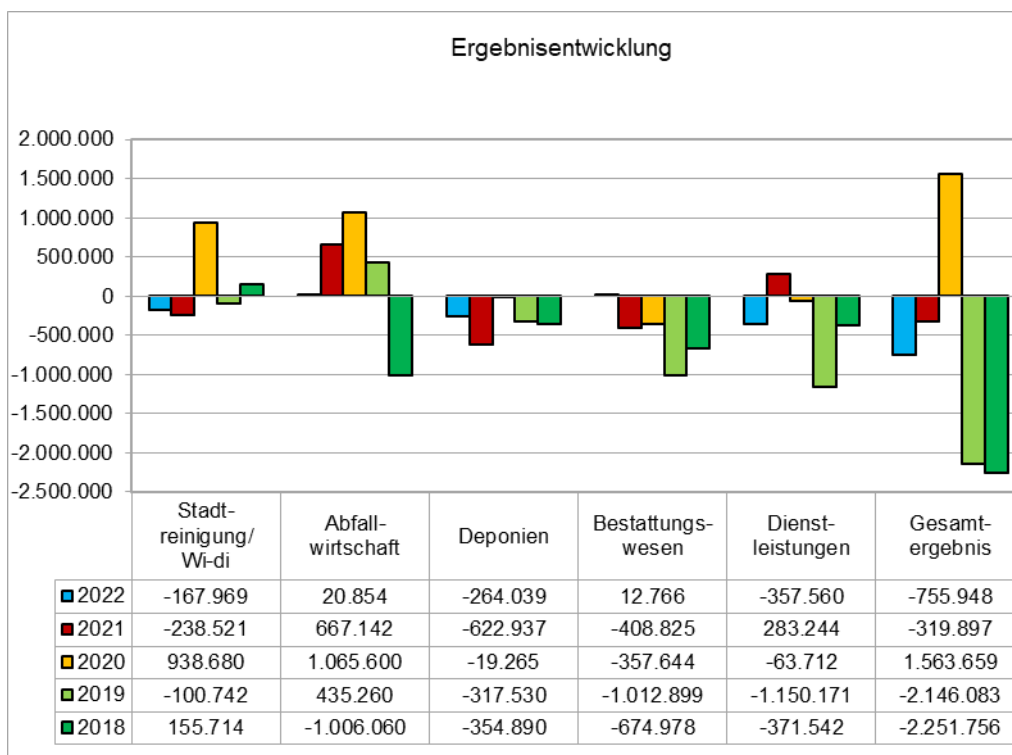 Ergebnisentwicklung
2.000.000
1.500.000
1.000.000
500.000
0
-500.000
-1.000.000
-1.500.000
-2.000.000
-2.500.000
Stadt-
reinigung/
Wi-di
Abfall-
wirtschaft
Deponien
Bestattungs-
wesen
Dienst-
leistungen
Gesamt-
ergebnis
2022 -167.969 20.854 -264.039 12.766 -357.560 -755.948
2021 -238.521 667.142 -622.937 -408.825 283.244 -319.897
2020 938.680 1.065.600 -19.265 -357.644 -63.712 1.563.659
2019 -100.742 435.260 -317.530 -1.012.899 -1.150.171 -2.146.083
2018 155.714 -1.006.060 -354.890 -674.978 -371.542 -2.251.756